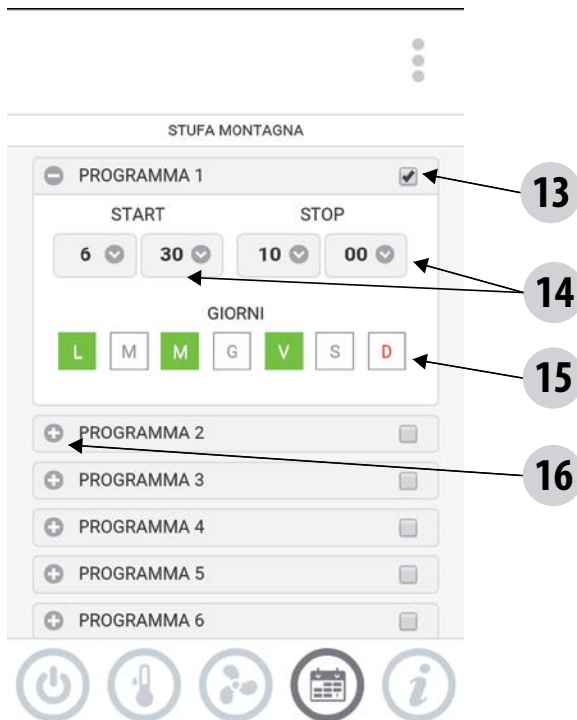 STUFA MONTAGNA
PROGRAMMA 1
13
START STOP
6 30 10 00
14
GIORNI
L M M G V S D
15
PROGRAMMA 2
16
PROGRAMMA 3
PROGRAMMA 4
PROGRAMMA 5
PROGRAMMA 6
i